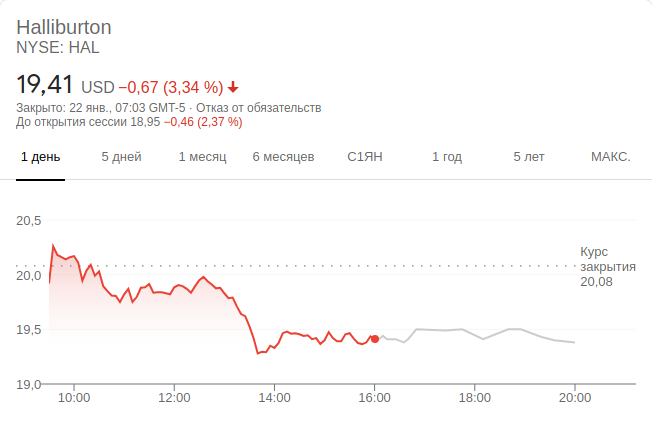 Halliburton
NYSE: HAL
19,41 USD −0,67 (3,34 %)
Закрыто: 22 янв., 07:03 GMT-5 · Отказ от обязательств
До открытия сессии 18,95 −0,46 (2,37 %)
1 день 5 дней 1 месяц 6 месяцев С1ЯН 1 год 5 лет МАКС.
20,5
Курс
закрытия
20,08
20,0
19,5
19,0
10:00 12:00 14:00 16:00 18:00 20:00